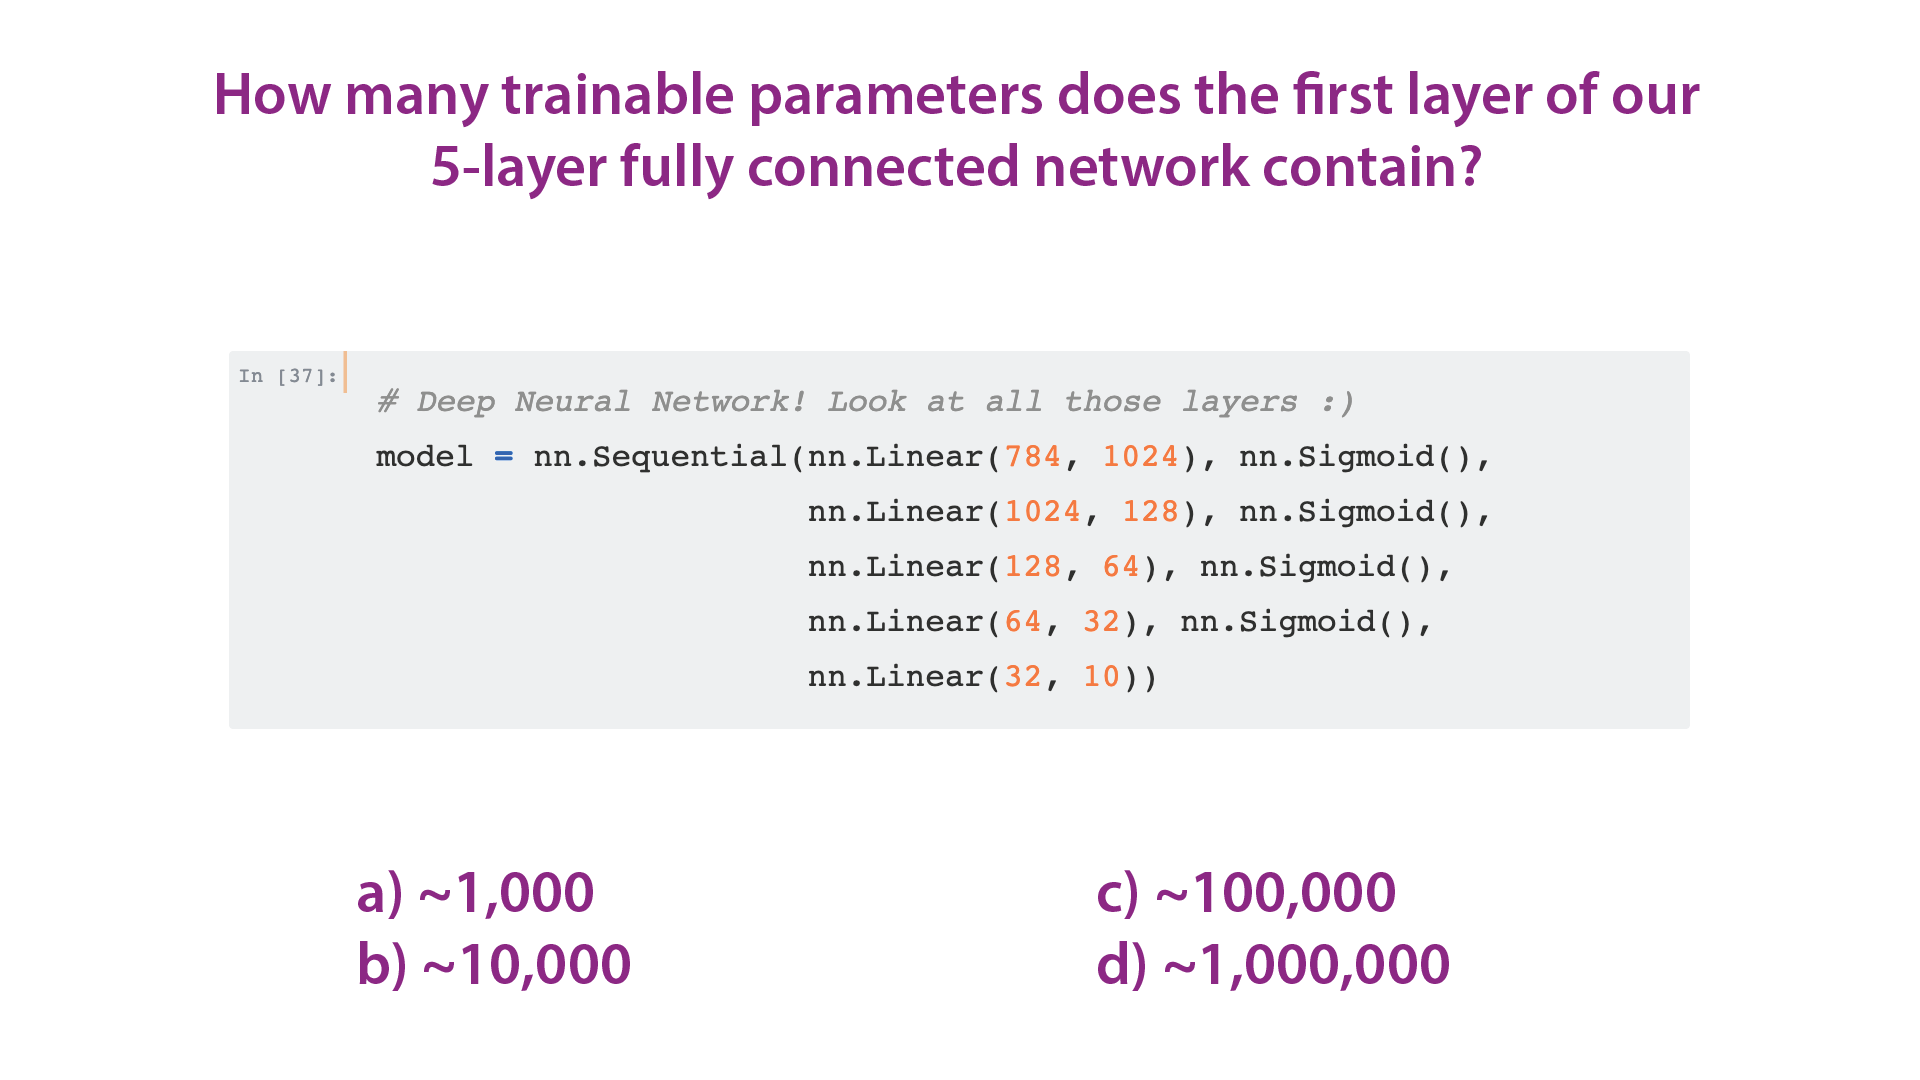 How many trainable parameters does the first layer of our
5-layer fully connected network contain?
In [37]:
# Deep Neural Network! Look at all those layers :)
model = nn.Sequential(nn.Linear(784, 1024), nn.Sigmoid(),
nn.Linear(1024, 128), nn.Sigmoid(),
nn.Linear(128, 64), nn.Sigmoid(),
nn.Linear(64, 32), nn.Sigmoid(),
nn.Linear(32, 10))
a) ~1,000
b) ~10,000
c) ~100,000
d) ~1,000,000